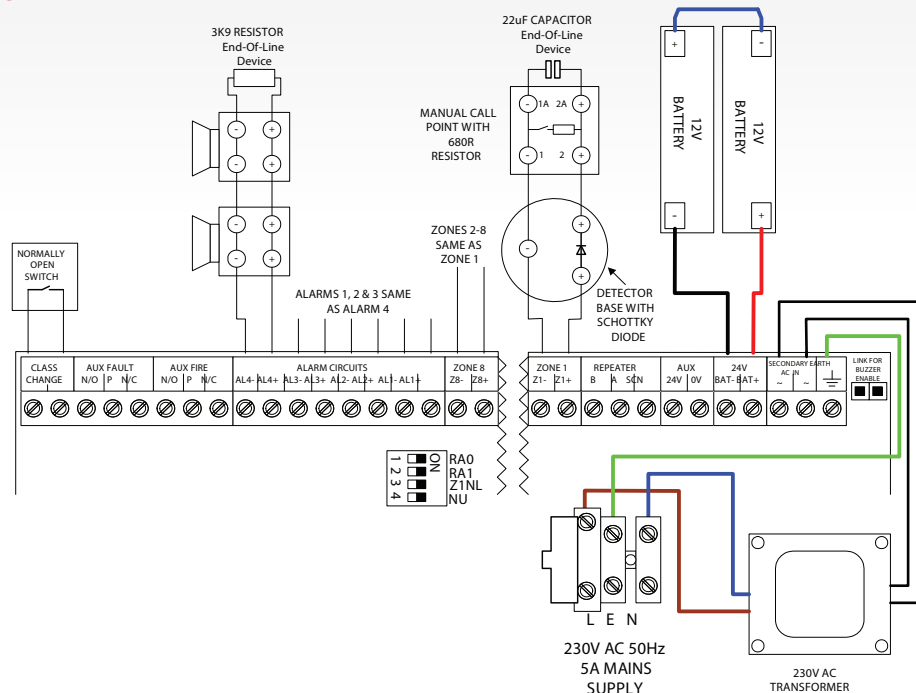 3K9 RESISTOR
End-Of-Line
Device
22uF CAPACITOR
End-Of-Line
Device
+
-
12V
BATTERY
12V
BATTERY
-
+
-
+
-
+
-
+
-
+
MANUAL CALL
POINT WITH
680R
RESISTOR
-
1A
2A
+
-
1
2
+
-
+
+
DETECTOR
BASE WITH
SCHOTTKY
DIODE
ZONES 2-8
SAME AS
ZONE 1
NORMALLY
OPEN
SWITCH
ALARMS 1, 2 & 3 SAME
AS ALARM 4
CLASS
CHANGE
AUX FAULT
N/O P N/C
AUX FIRE
N/O P N/C
ALARM CIRCUITS
AL4- AL4+ AL3- AL3+ AL2- AL2+ AL1- AL1+
ZONE 8
Z8- Z8+
ZONE 1
Z1- Z1+
REPEATER
B A SCN
AUX
24V 0V
24V
BAT- BAT+
SECONDARY EARTH
AC IN
~ ~
LINK FOR
BUZZER
ENABLE
1 2 3 4
ON
RA0
RA1
Z1NL
NU
L E N
230V AC 50Hz
5A MAINS
SUPPLY
230V AC
TRANSFORMER